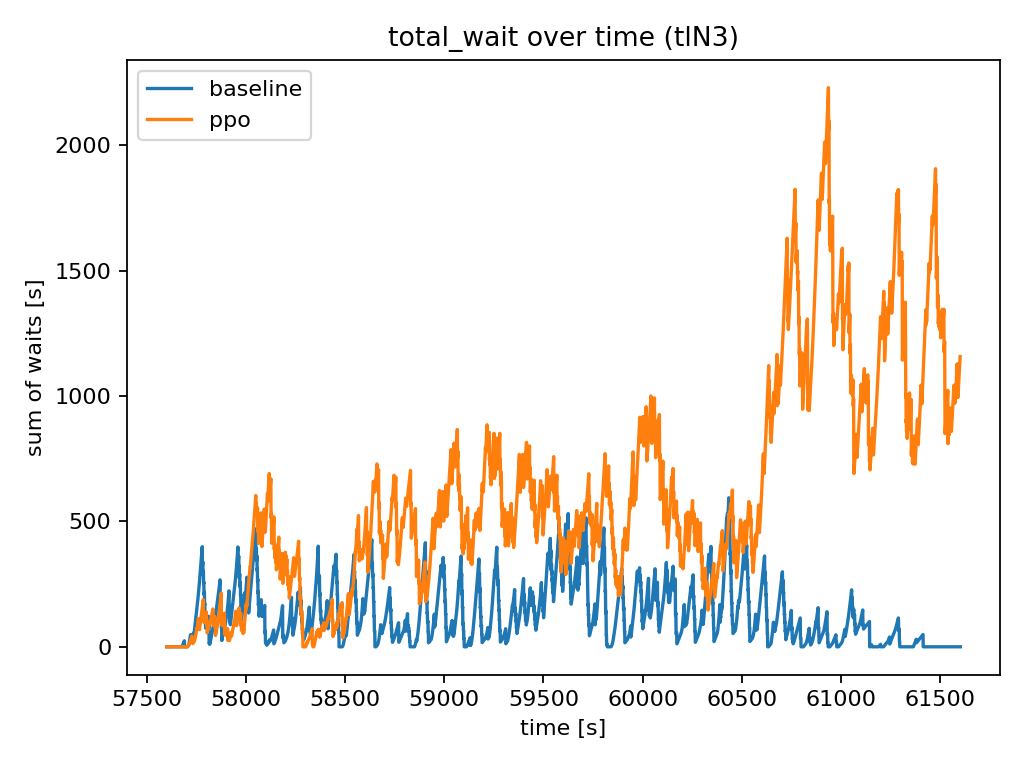 total_wait over time (tIN3)
baseline
ppo
sum of waits [s]
2000
1500
1000
500
0
57500 58000 58500 59000 59500 60000 60500 61000 61500
time [s]